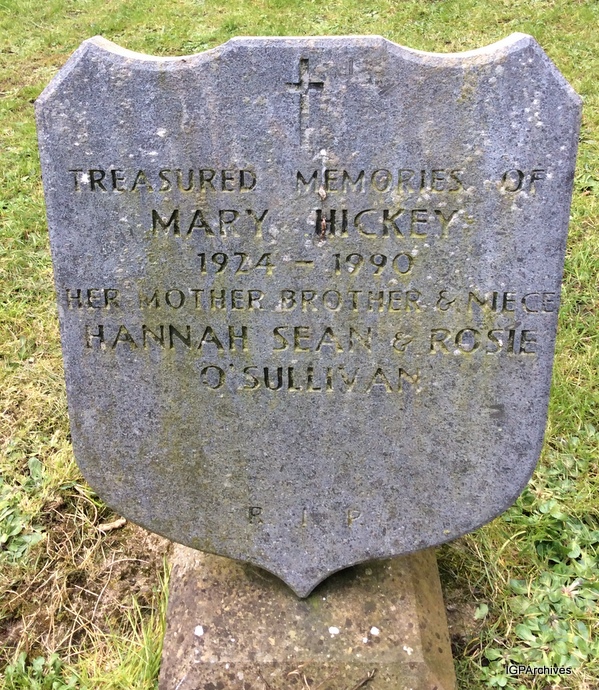 TREASURED MEMORIES OF
MARY HICKEY
1924 - 1990
HER MOTHER BROTHER & NIECE
HANNAH SEAN & ROSIE
O'SULLIVAN
R I P
IGPArchives